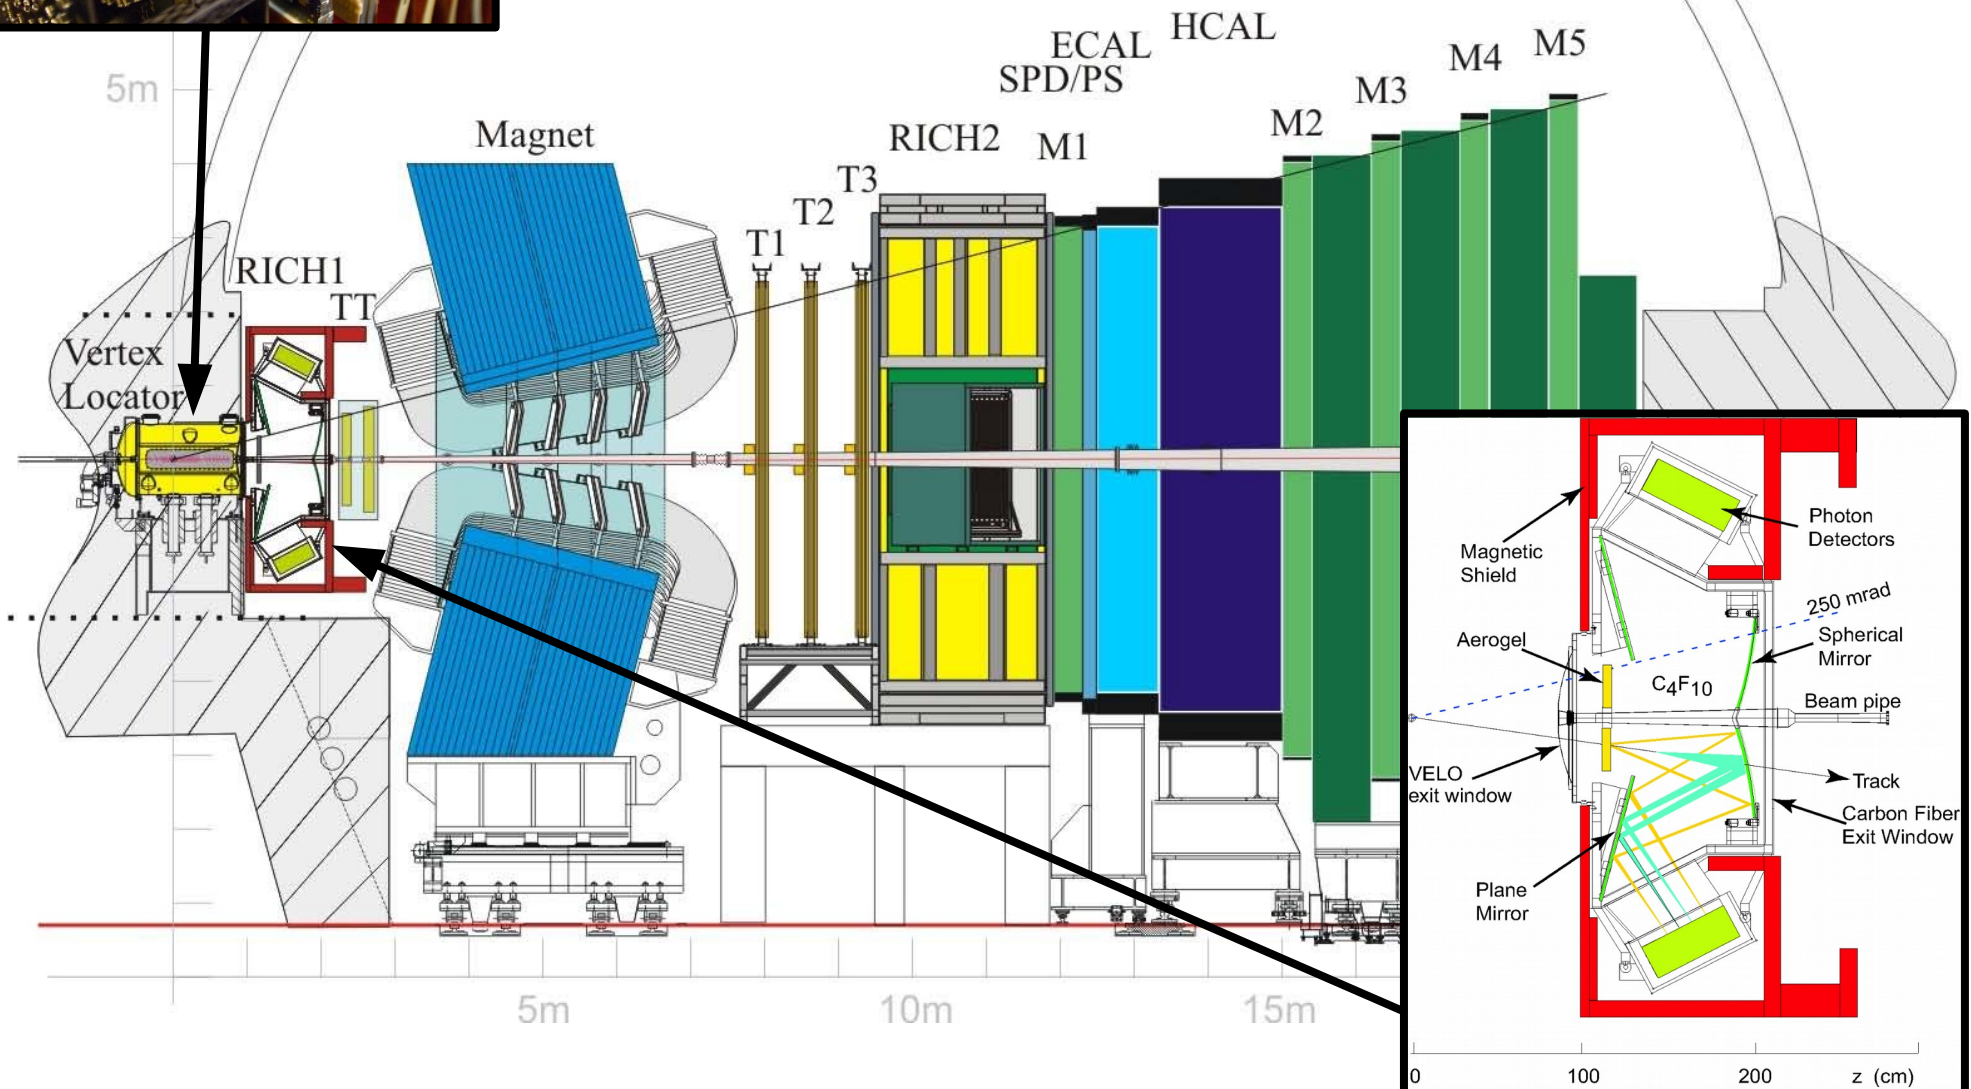 HCAL
ECAL
SPD/PS
M5
M4
M3
M2
M1
RICH2
T3
T2
T1
Magnet
5m
RICH1
TT
Vertex
Locator
5m
10m
15m
Photon
Detectors
Magnetic
Shield
250 mrad
Aerogel
Spherical
Mirror
C4F10
Beam pipe
VELO
exit window
Track
Carbon Fiber
Exit Window
Plane
Mirror
0
100
200
z (cm)